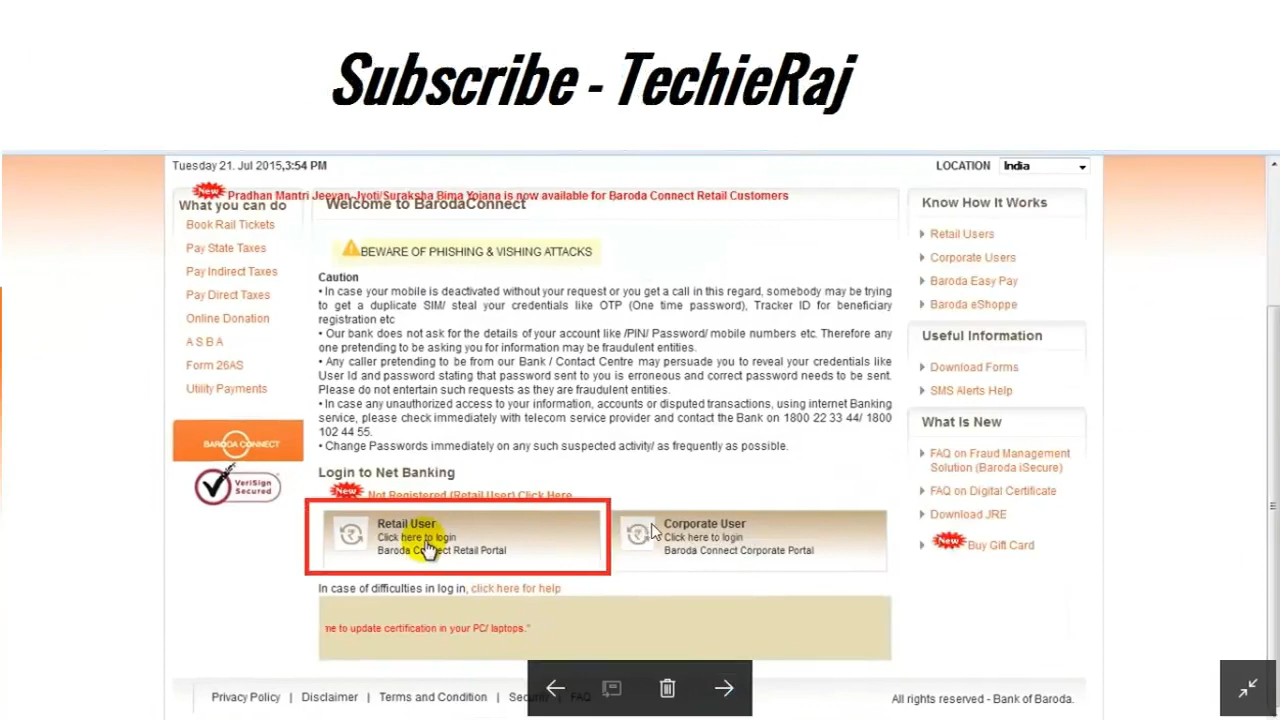 Subscribe - TechieRaj
Tuesday 21. Jul 2015,3:54 PM
LOCATION India
New
Pradhan Mantri Jeevan Jyoti/Suraksha Bima Yojana is now available for Baroda Connect Retail Customers
What you can do
Book Rail Tickets
Pay State Taxes
Pay Indirect Taxes
Pay Direct Taxes
Online Donation
A S B A
Form 26AS
Utility Payments
BARODA CONNECT
VeriSign
Secured
Welcome to BarodaConnect
BEWARE OF PHISHING & VISHING ATTACKS
Caution
• In case your mobile is deactivated without your request or you get a call in this regard, somebody may be trying
to get a duplicate SIM/ steal your credentials like OTP (One time password), Tracker ID for beneficiary
registration etc
• Our bank does not ask for the details of your account like /PIN/ Password/ mobile numbers etc. Therefore any
one pretending to be asking you for information may be fraudulent entities.
• Any caller pretending to be from our Bank / Contact Centre may persuade you to reveal your credentials like
User Id and password stating that password sent to you is erroneous and correct password needs to be sent.
Please do not entertain such requests as they are fraudulent entities.
• In case any unauthorized access to your information, accounts or disputed transactions, using internet Banking
service, please check immediately with telecom service provider and contact the Bank on 1800 22 33 44/ 1800
102 44 55.
• Change Passwords immediately on any such suspected activity/ as frequently as possible.
Login to Net Banking
New
Not Registered (Retail User) Click Here
Retail User
Click here to login
Baroda Connect Retail Portal
Corporate User
Click here to login
Baroda Connect Corporate Portal
In case of difficulties in log in, click here for help
me to update certification in your PC/ laptops."
Know How It Works
Retail Users
Corporate Users
Baroda Easy Pay
Baroda eShoppe
Useful Information
Download Forms
SMS Alerts Help
What Is New
FAQ on Fraud Management
Solution (Baroda iSecure)
FAQ on Digital Certificate
Download JRE
New
Buy Gift Card
Privacy Policy | Disclaimer | Terms and Condition | FAQ
All rights reserved - Bank of Baroda.